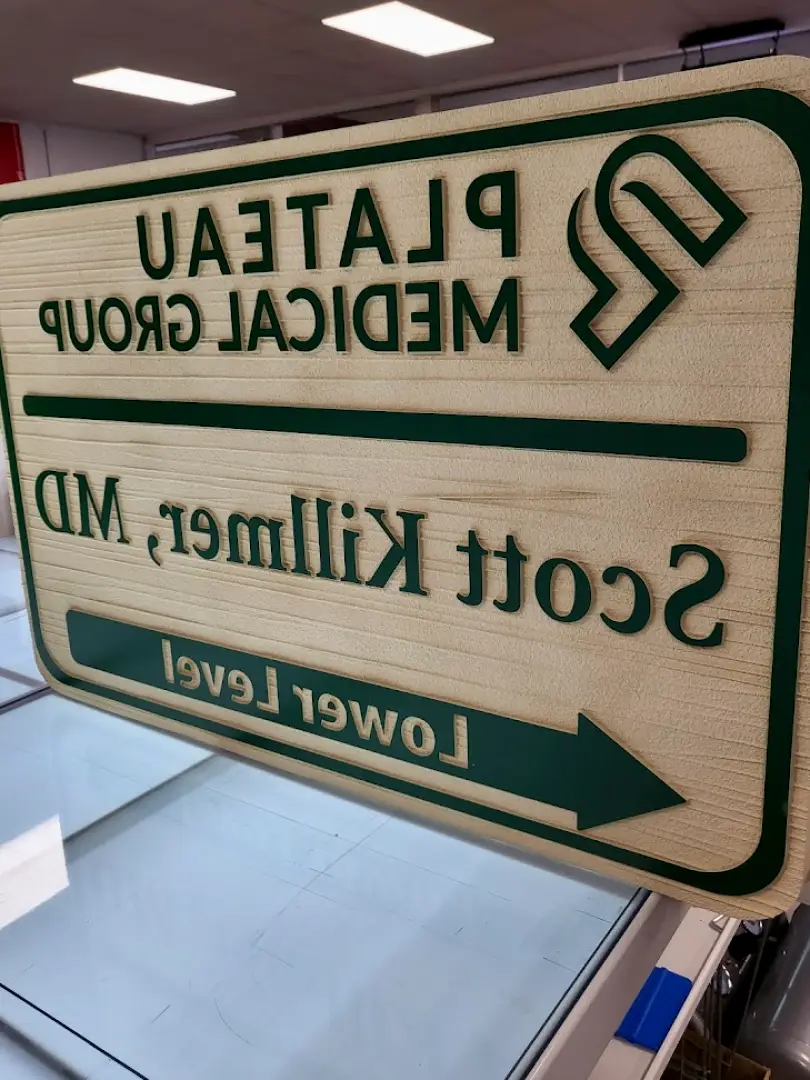 PLATEAU
MEDICAL GROUP
Scott Killmer, MD
Lower Level